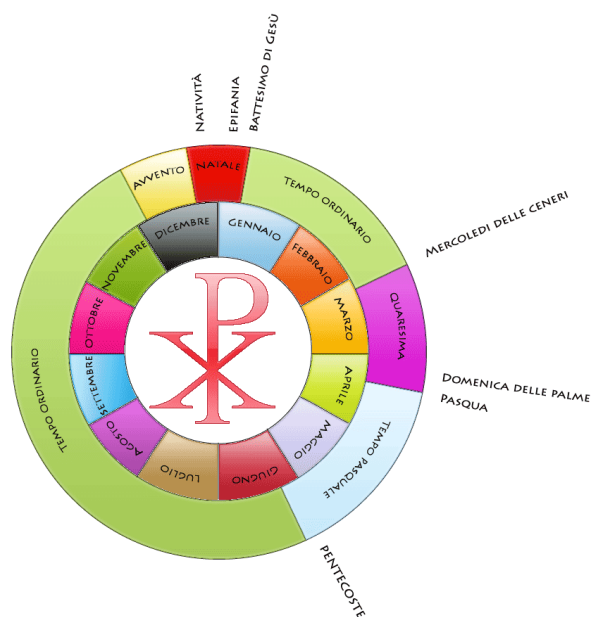 NATIVITÀ
EPIFANIA
BATTESIMO DI GESÙ
AVVENTO
NATALE
TEMPO ORDINARIO
MERCOLEDI DELLE CENERI
QUARESIMA
DOMENICA DELLE PALME
PASQUA
TEMPO PASQUALE
PENTECOSTE
TEMPO ORDINARIO
GENNAIO
FEBBRAIO
MARZO
APRILE
MAGGIO
GIUGNO
LUGLIO
AGOSTO
SETTEMBRE
OTTOBRE
NOVEMBRE
DICEMBRE